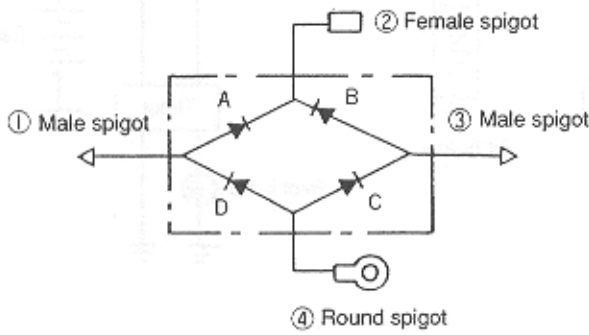 ② Female spigot
A
B
① Male spigot
③ Male spigot
D
C
④ Round spigot